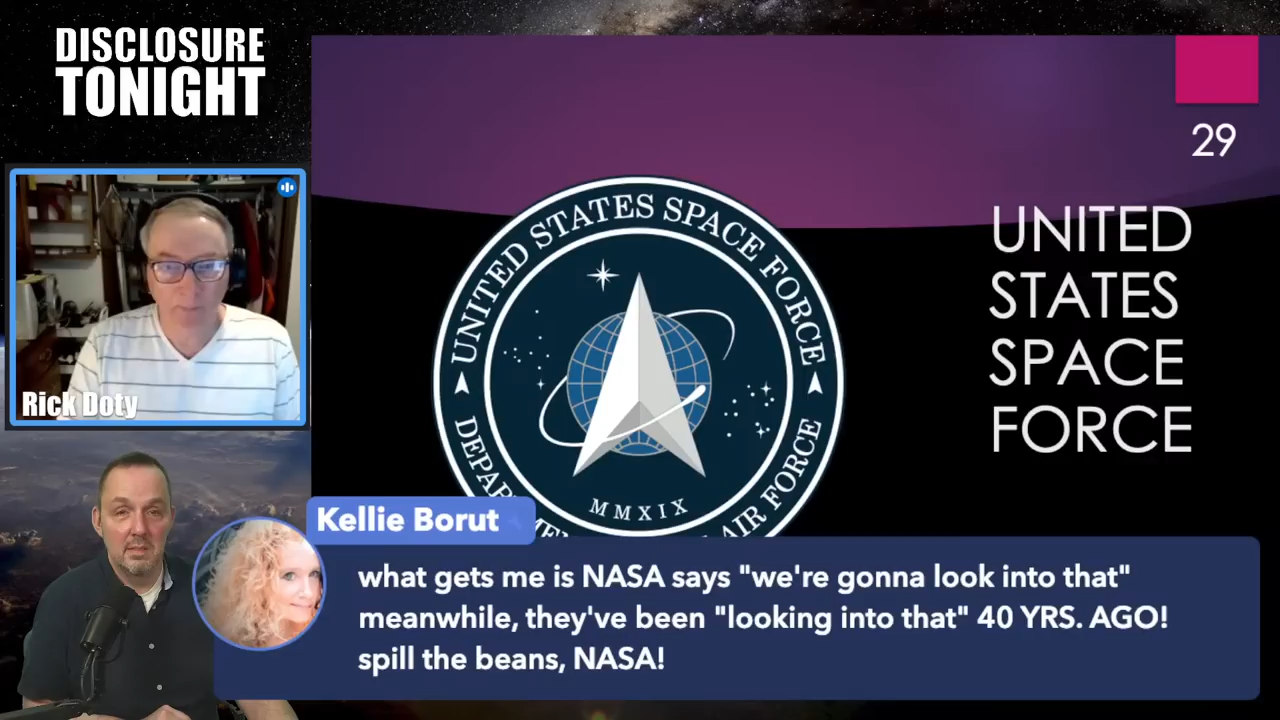 DISCLOSURE
TONIGHT
Rick Doty
29
UNITED
STATES
SPACE
FORCE
UNITED STATES SPACE FORCE
AIR FORCE
MMXIX
Kellie Borut
what gets me is NASA says "we're gonna look into that"
meanwhile, they've been "looking into that" 40 YRS. AGO!
spill the beans, NASA!